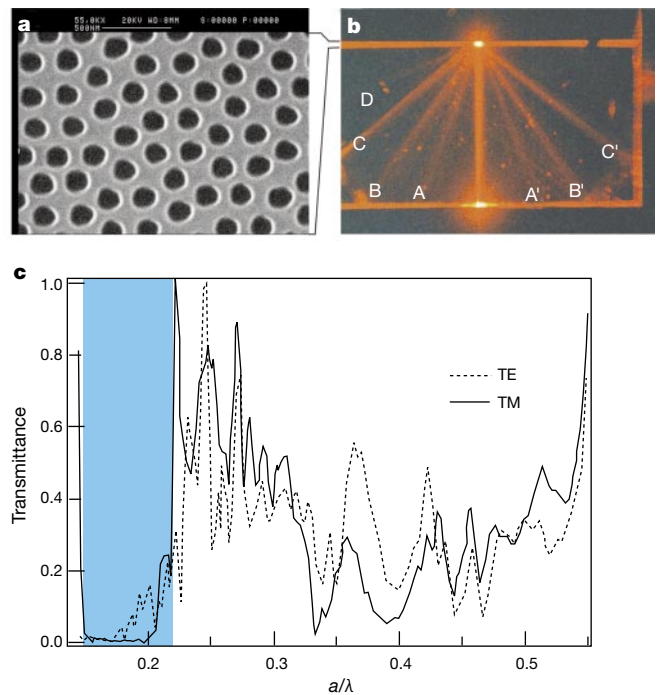 a
55.0KX 20KV WD:8MM S:00000 P:00000
500NM
b
D
C
C'
B
A
A'
B'
c
1.0
0.8
0.6
0.4
0.2
0.0
Transmittance
TE
TM
0.2 0.3 0.4 0.5
a/λ